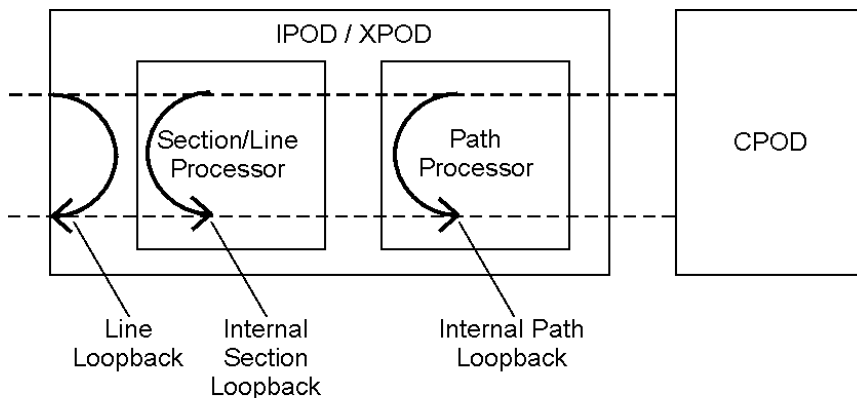 IPOD / XPOD
Section/Line
Processor
Path
Processor
CPOD
Line
Loopback
Internal
Section
Loopback
Internal Path
Loopback